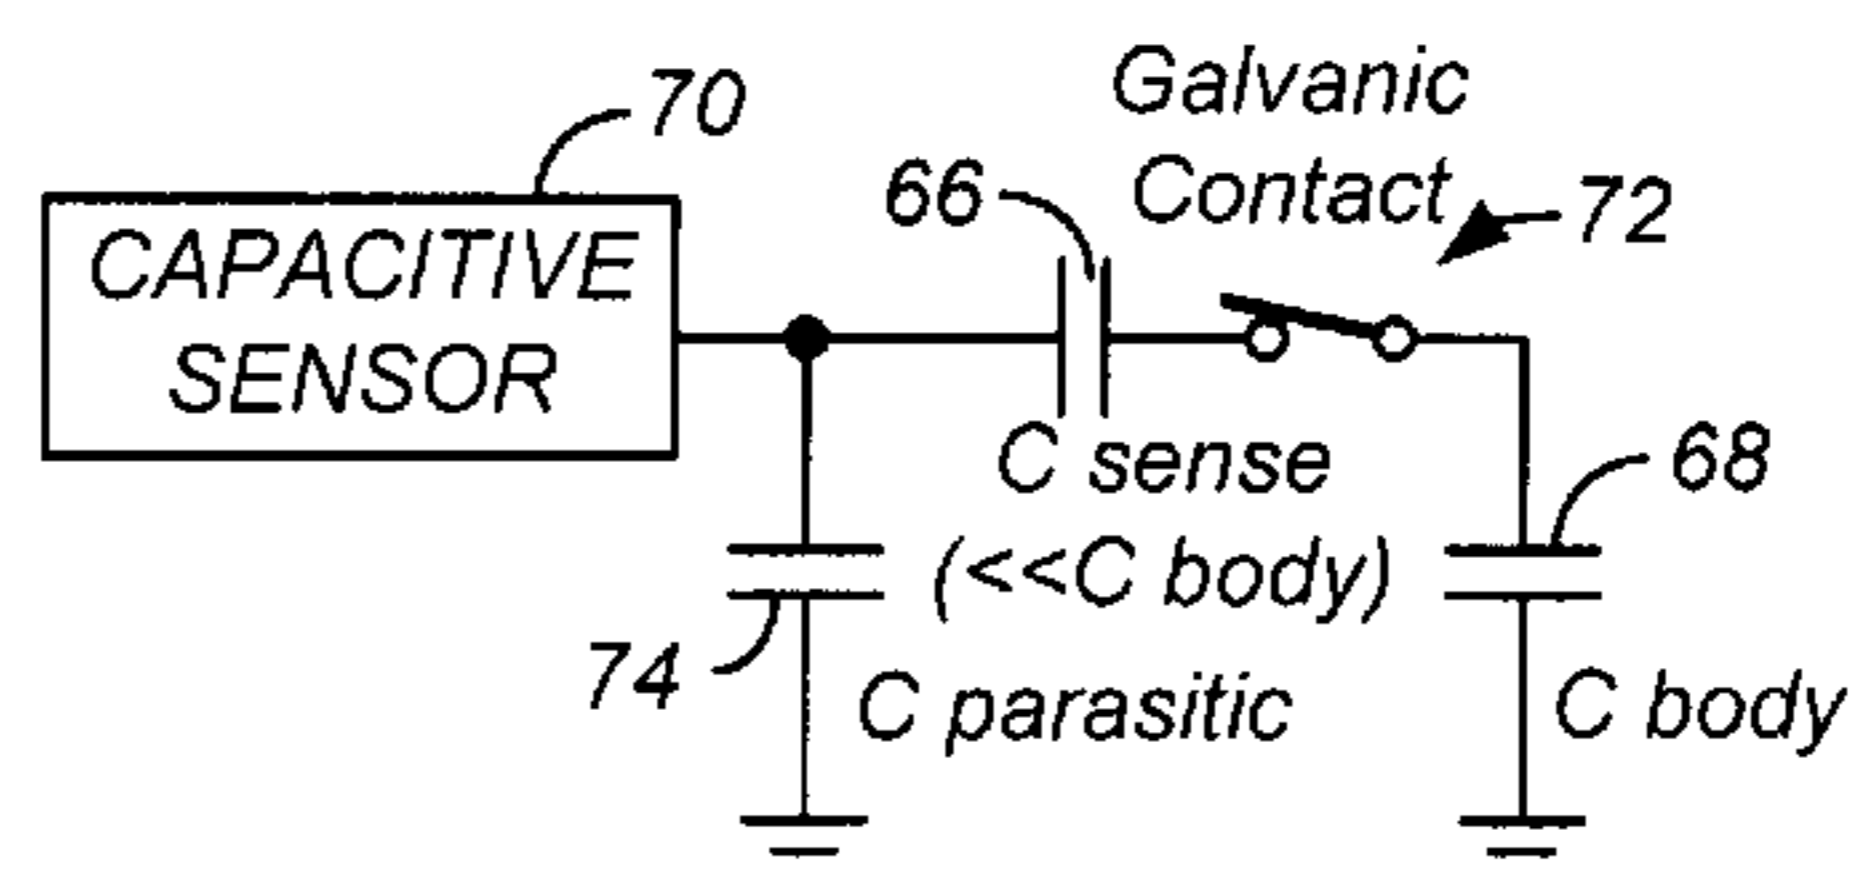 70
CAPACITIVE
SENSOR
Galvanic
Contact
66
72
C sense
(<<C body)
68
74
C parasitic
C body